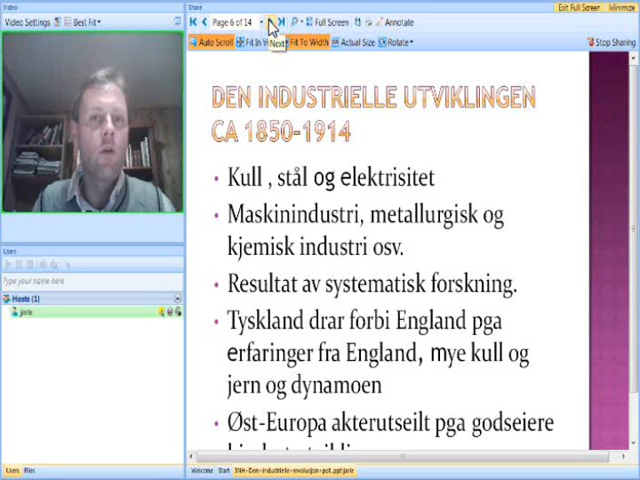 Video
Share
Exit Full Screen
Minimize
Video Settings
Best Fit
Page 6 of 14
Full Screen
Annotate
Auto Scroll
Fit To Width
Actual Size
Rotate
Stop Sharing
Next
DEN INDUSTRIELLE UTVIKLINGEN
CA 1850-1914
• Kull , stål og elektrisitet
• Maskinindustri, metallurgisk og
kjemisk industri osv.
• Resultat av systematisk forskning.
• Tyskland drar forbi England pga
erfaringer fra England, mye kull og
jern og dynamoen
• Øst-Europa akterutseilt pga godseiere
Users
Type your name here
Hosts (1)
jarle
Users
Files
Welcome
Start